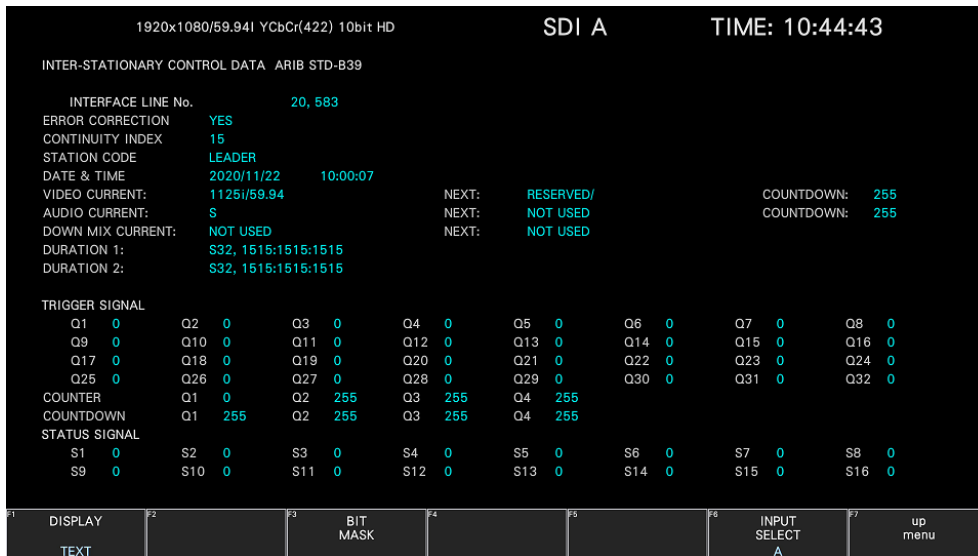 1920x1080/59.94I YCbCr(422) 10bit HD SDI A TIME: 10:44:43
INTER-STATIONARY CONTROL DATA ARIB STD-B39
INTERFACE LINE No. 20, 583
ERROR CORRECTION YES
CONTINUITY INDEX 15
STATION CODE LEADER
DATE & TIME 2020/11/22 10:00:07
VIDEO CURRENT: 1125i/59.94 NEXT: RESERVED/ COUNTDOWN: 255
AUDIO CURRENT: S NEXT: NOT USED COUNTDOWN: 255
DOWN MIX CURRENT: NOT USED NEXT: NOT USED
DURATION 1: S32, 1515:1515:1515
DURATION 2: S32, 1515:1515:1515
TRIGGER SIGNAL
Q1 0 Q2 0 Q3 0 Q4 0 Q5 0 Q6 0 Q7 0 Q8 0
Q9 0 Q10 0 Q11 0 Q12 0 Q13 0 Q14 0 Q15 0 Q16 0
Q17 0 Q18 0 Q19 0 Q20 0 Q21 0 Q22 0 Q23 0 Q24 0
Q25 0 Q26 0 Q27 0 Q28 0 Q29 0 Q30 0 Q31 0 Q32 0
COUNTER Q1 0 Q2 255 Q3 255 Q4 255
COUNTDOWN Q1 255 Q2 255 Q3 255 Q4 255
STATUS SIGNAL
S1 0 S2 0 S3 0 S4 0 S5 0 S6 0 S7 0 S8 0
S9 0 S10 0 S11 0 S12 0 S13 0 S14 0 S15 0 S16 0
F1 DISPLAY F2 F3 BIT F4 F5 F6 INPUT F7 up
MASK SELECT menu
TEXT A